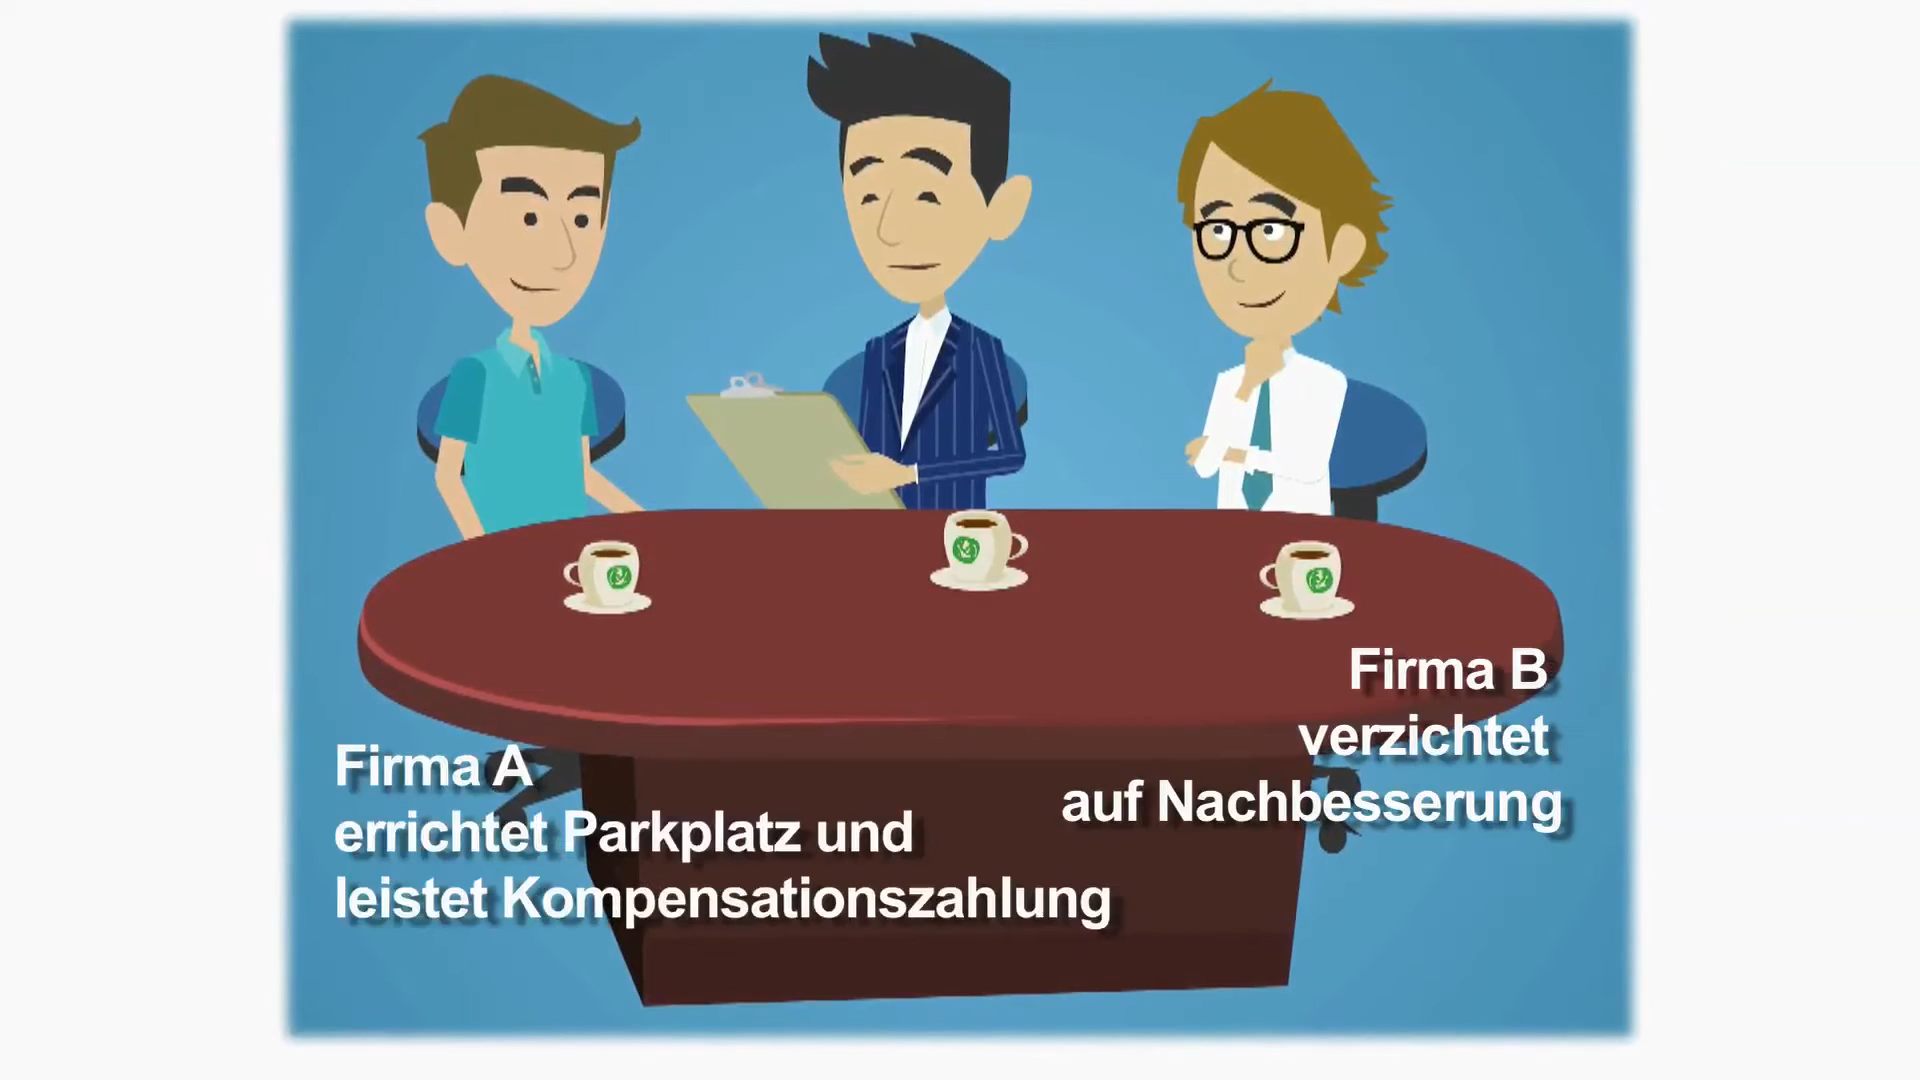 Firma A
errichtet Parkplatz und
leistet Kompensationszahlung
Firma B
verzichtet
auf Nachbesserung